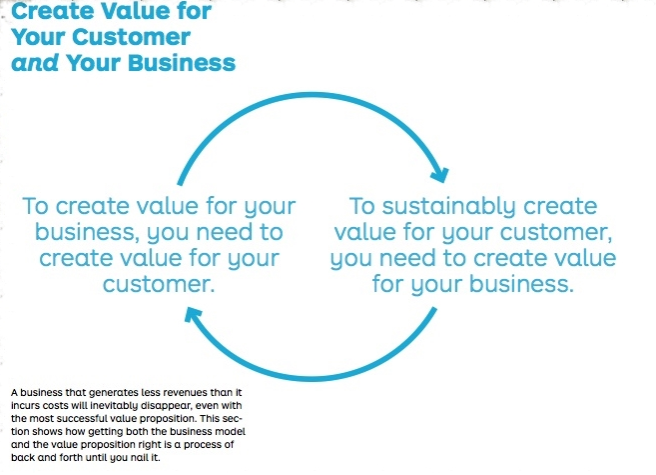 Create Value for
Your Customer
and Your Business
To create value for your
business, you need to
create value for your
customer.
To sustainably create
value for your customer,
you need to create value
for your business.
A business that generates less revenues than it
incurs costs will inevitably disappear, even with
the most successful value proposition. This sec-
tion shows how getting both the business model
and the value proposition right is a process of
back and forth until you nail it.